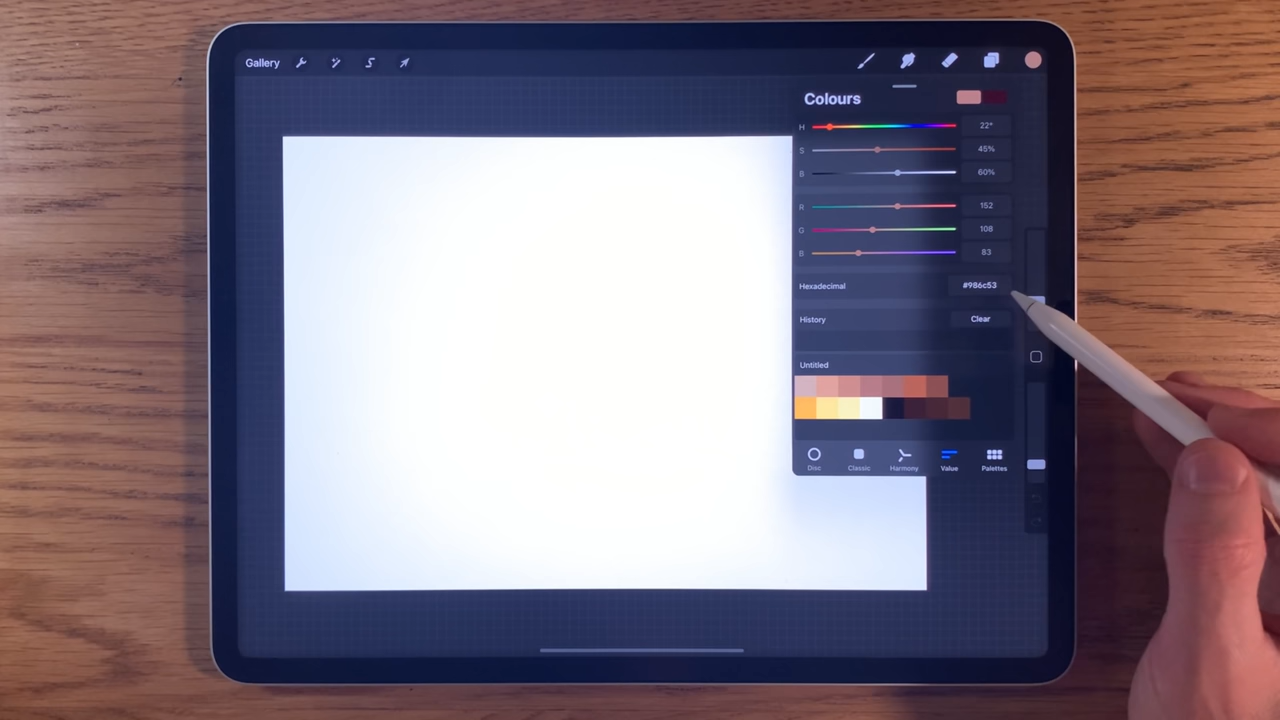 Gallery
Colours
H 22°
S 45%
B 60%
R 152
G 108
B 83
Hexadecimal #986c53
History Clear
Untitled
Disc Classic Harmony Value Palettes